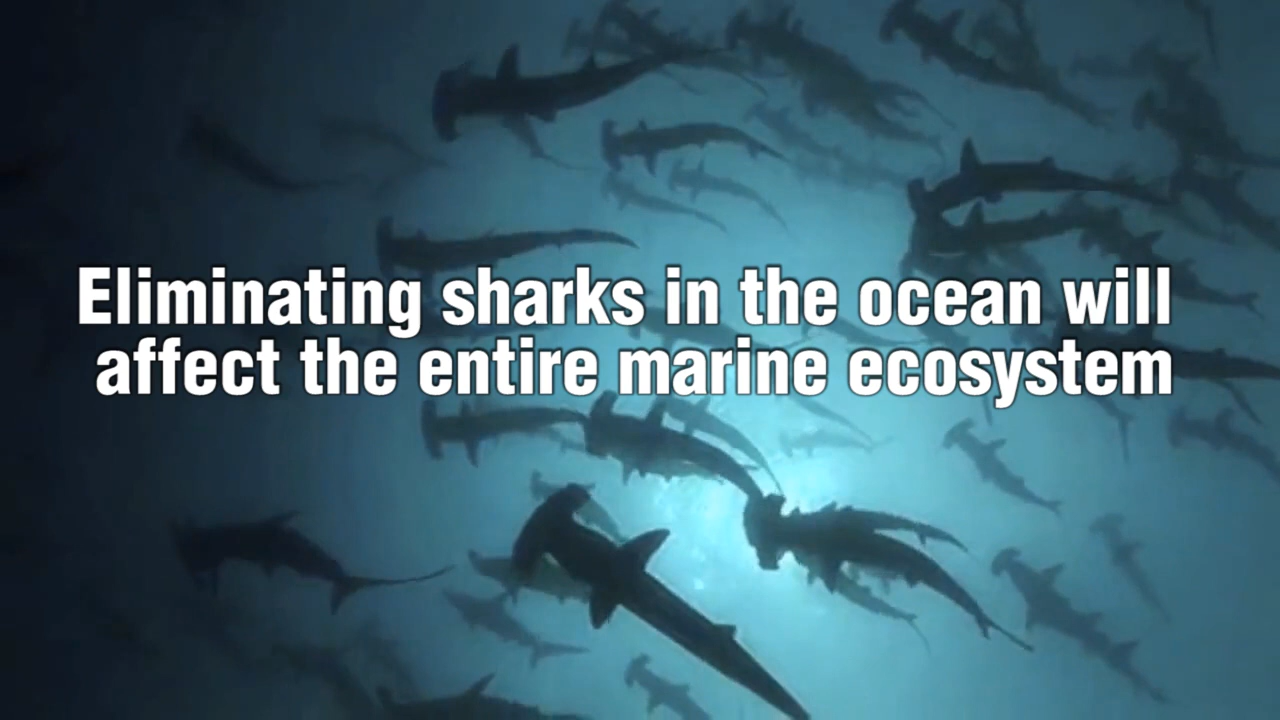 Eliminating sharks in the ocean will
affect the entire marine ecosystem